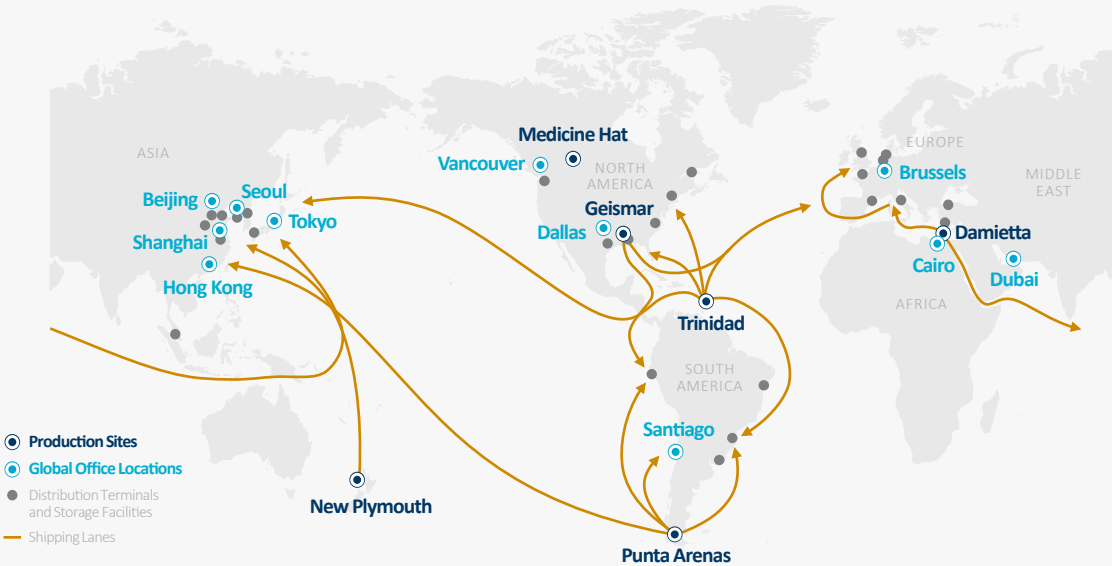 Medicine Hat
EUROPE
ASIA
Vancouver
NORTH
AMERICA
Brussels
MIDDLE
EAST
Beijing
Seoul
Geismar
Tokyo
Dallas
Damietta
Shanghai
Cairo
Dubai
Hong Kong
AFRICA
Trinidad
SOUTH
AMERICA
Santiago
Production Sites
Global Office Locations
Distribution Terminals
and Storage Facilities
Shipping Lanes
New Plymouth
Punta Arenas